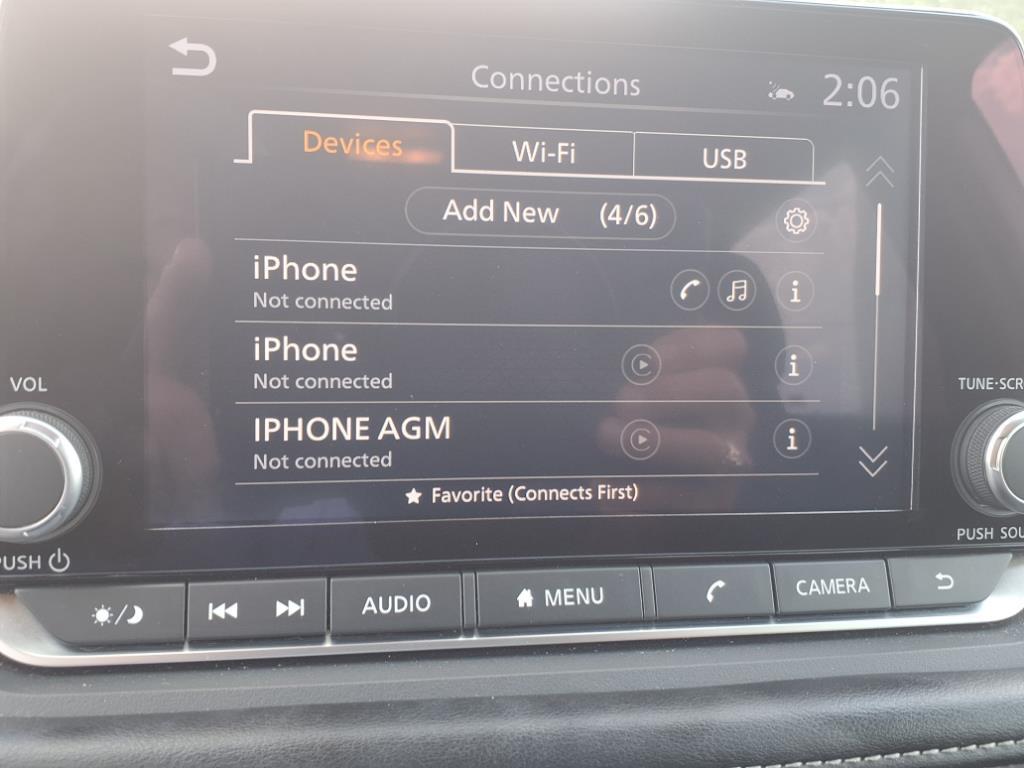 Connections
2:06
Devices Wi-Fi USB
Add New (4/6)
iPhone
Not connected
iPhone
Not connected
IPHONE AGM
Not connected
Favorite (Connects First)
VOL
TUNE·SCR
PUSH
PUSH SOU
AUDIO MENU CAMERA